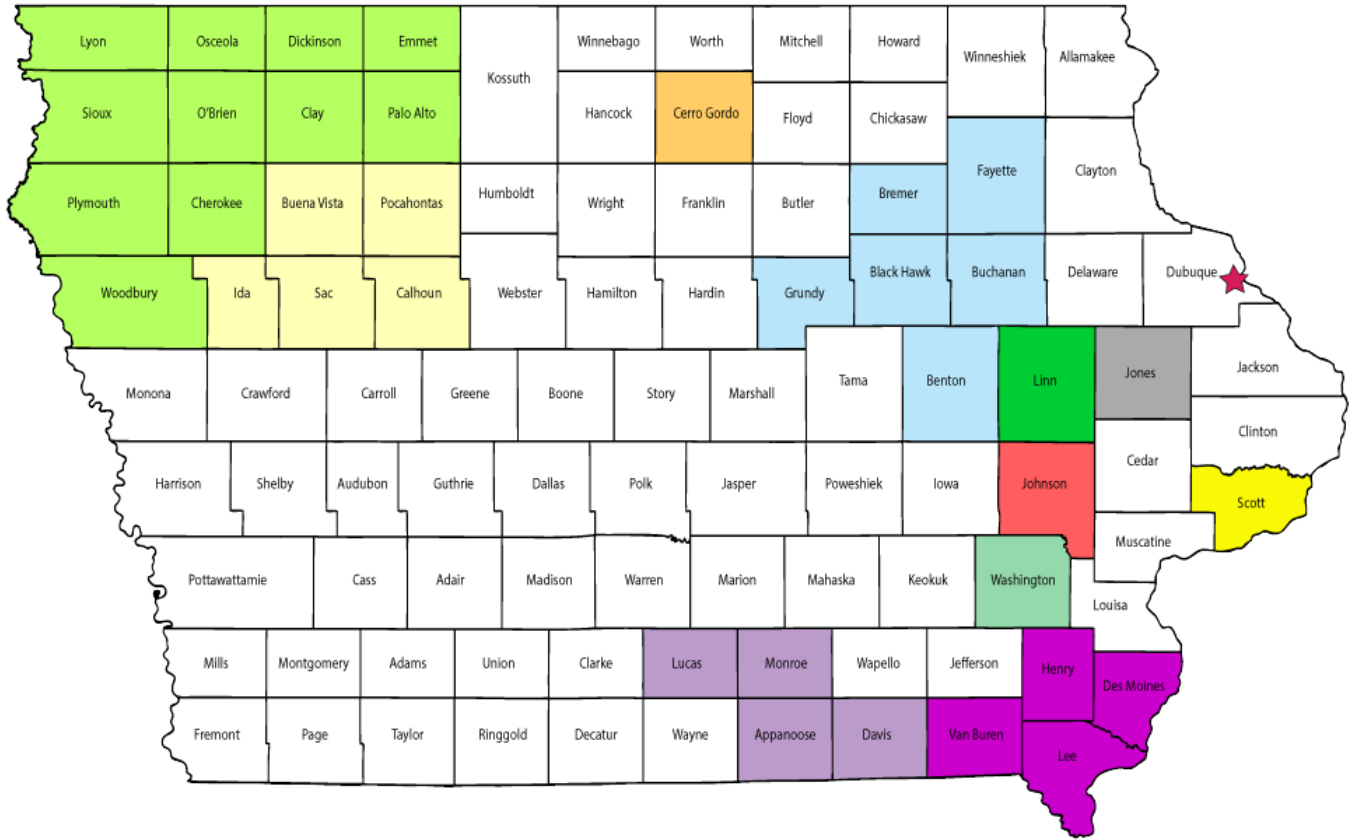 Lyon
Osceola
Dickinson
Emmet
Kossuth
Winnebago
Worth
Mitchell
Howard
Winneshiek
Allamakee
Sioux
O'Brien
Clay
Palo Alto
Hancock
Cerro Gordo
Floyd
Chickasaw
Plymouth
Cherokee
Buena Vista
Pocahontas
Humboldt
Wright
Franklin
Butler
Bremer
Fayette
Clayton
Woodbury
Ida
Sac
Calhoun
Webster
Hamilton
Hardin
Grundy
Black Hawk
Buchanan
Delaware
Dubuque
Monona
Crawford
Carroll
Greene
Boone
Story
Marshall
Tama
Benton
Linn
Jones
Jackson
Clinton
Harrison
Shelby
Audubon
Guthrie
Dallas
Polk
Jasper
Poweshiek
Iowa
Johnson
Cedar
Scott
Muscatine
Pottawattamie
Cass
Adair
Madison
Warren
Marion
Mahaska
Keokuk
Washington
Louisa
Mills
Montgomery
Adams
Union
Clarke
Lucas
Monroe
Wapello
Jefferson
Henry
Des Moines
Fremont
Page
Taylor
Ringgold
Decatur
Wayne
Appanoose
Davis
Van Buren
Lee